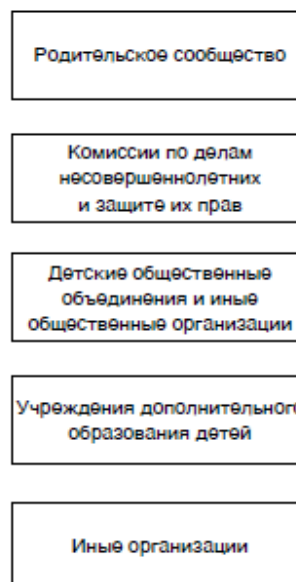 Родительское сообщество
Комиссии по делам
несовершеннолетних
и защите их прав
Детские общественные
объединения и иные
общественные организации
Учреждения дополнительног
образования детей
Иные организации